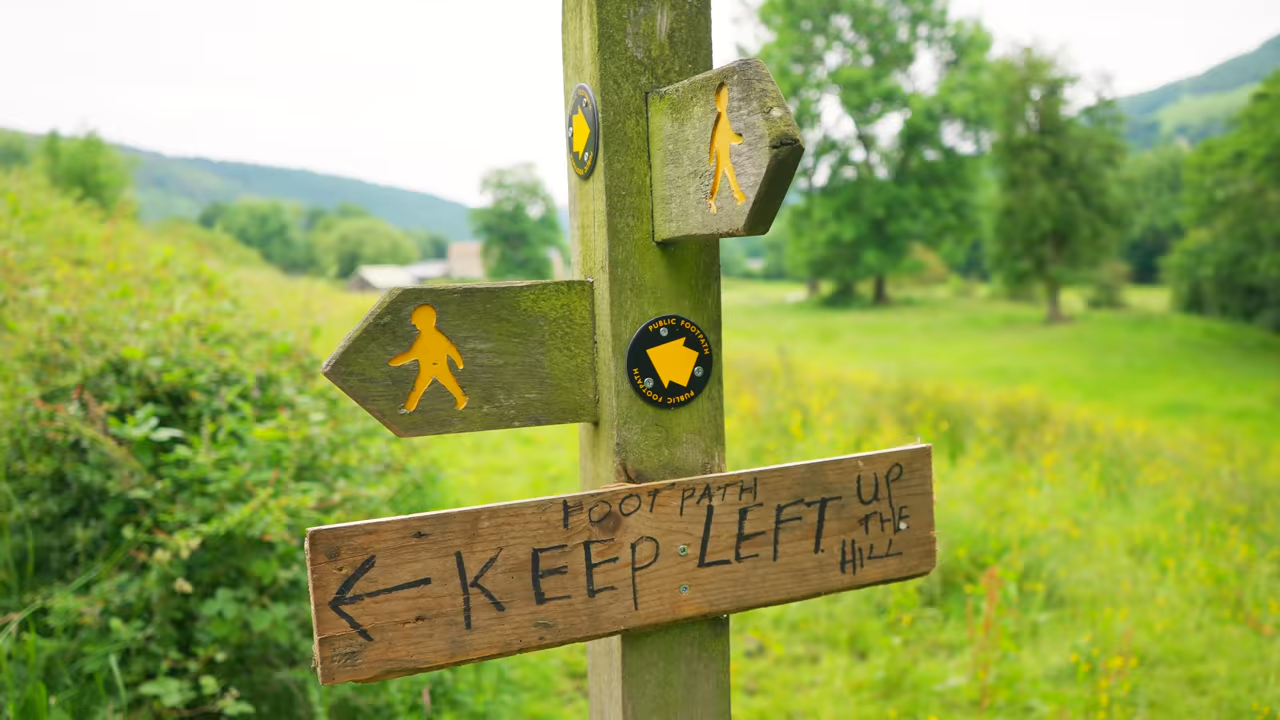 PUBLIC FOOTPATH
PUBLIC FOOTPATH
FOOT PATH
← KEEP LEFT UP
THE
HILL